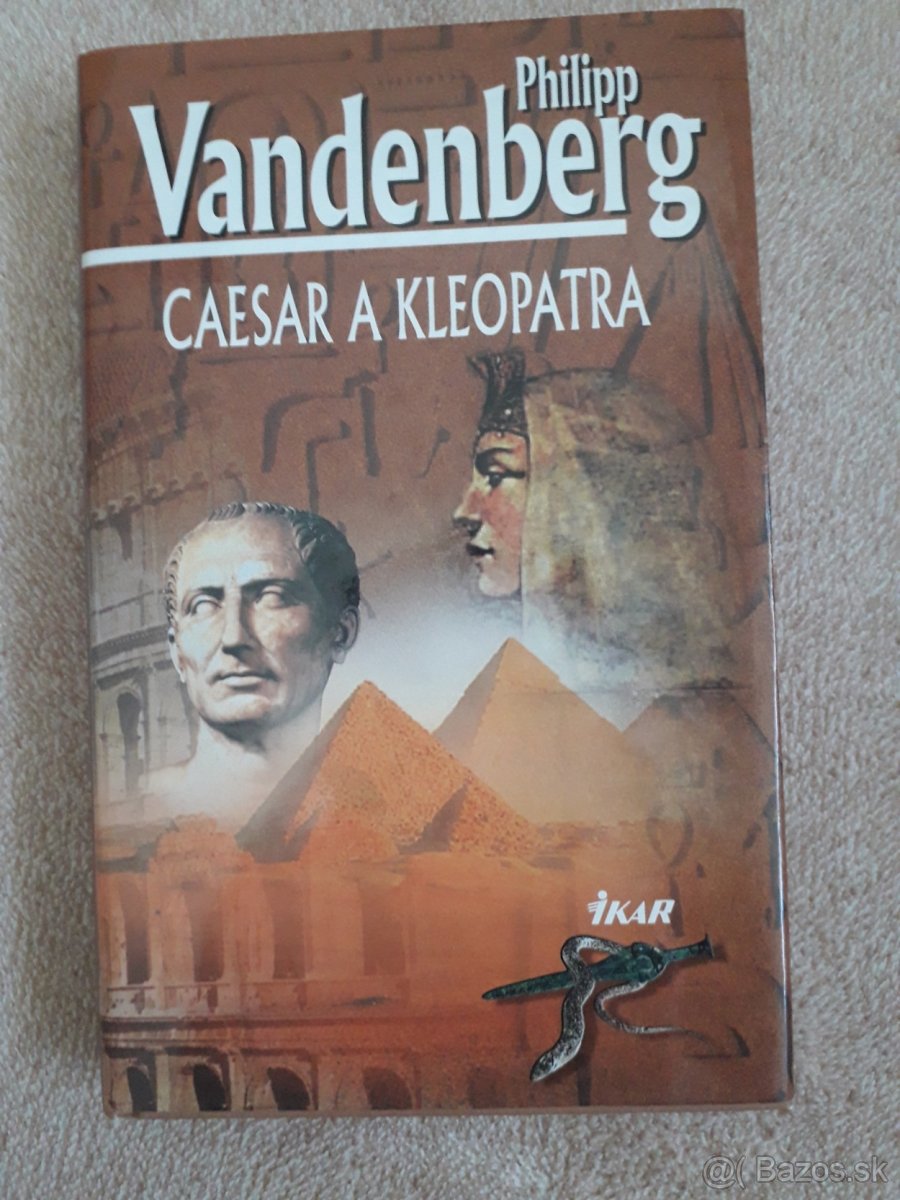 Philipp
Vandenberg
CAESAR A KLEOPATRA
iKAR
@( Bazos.sk